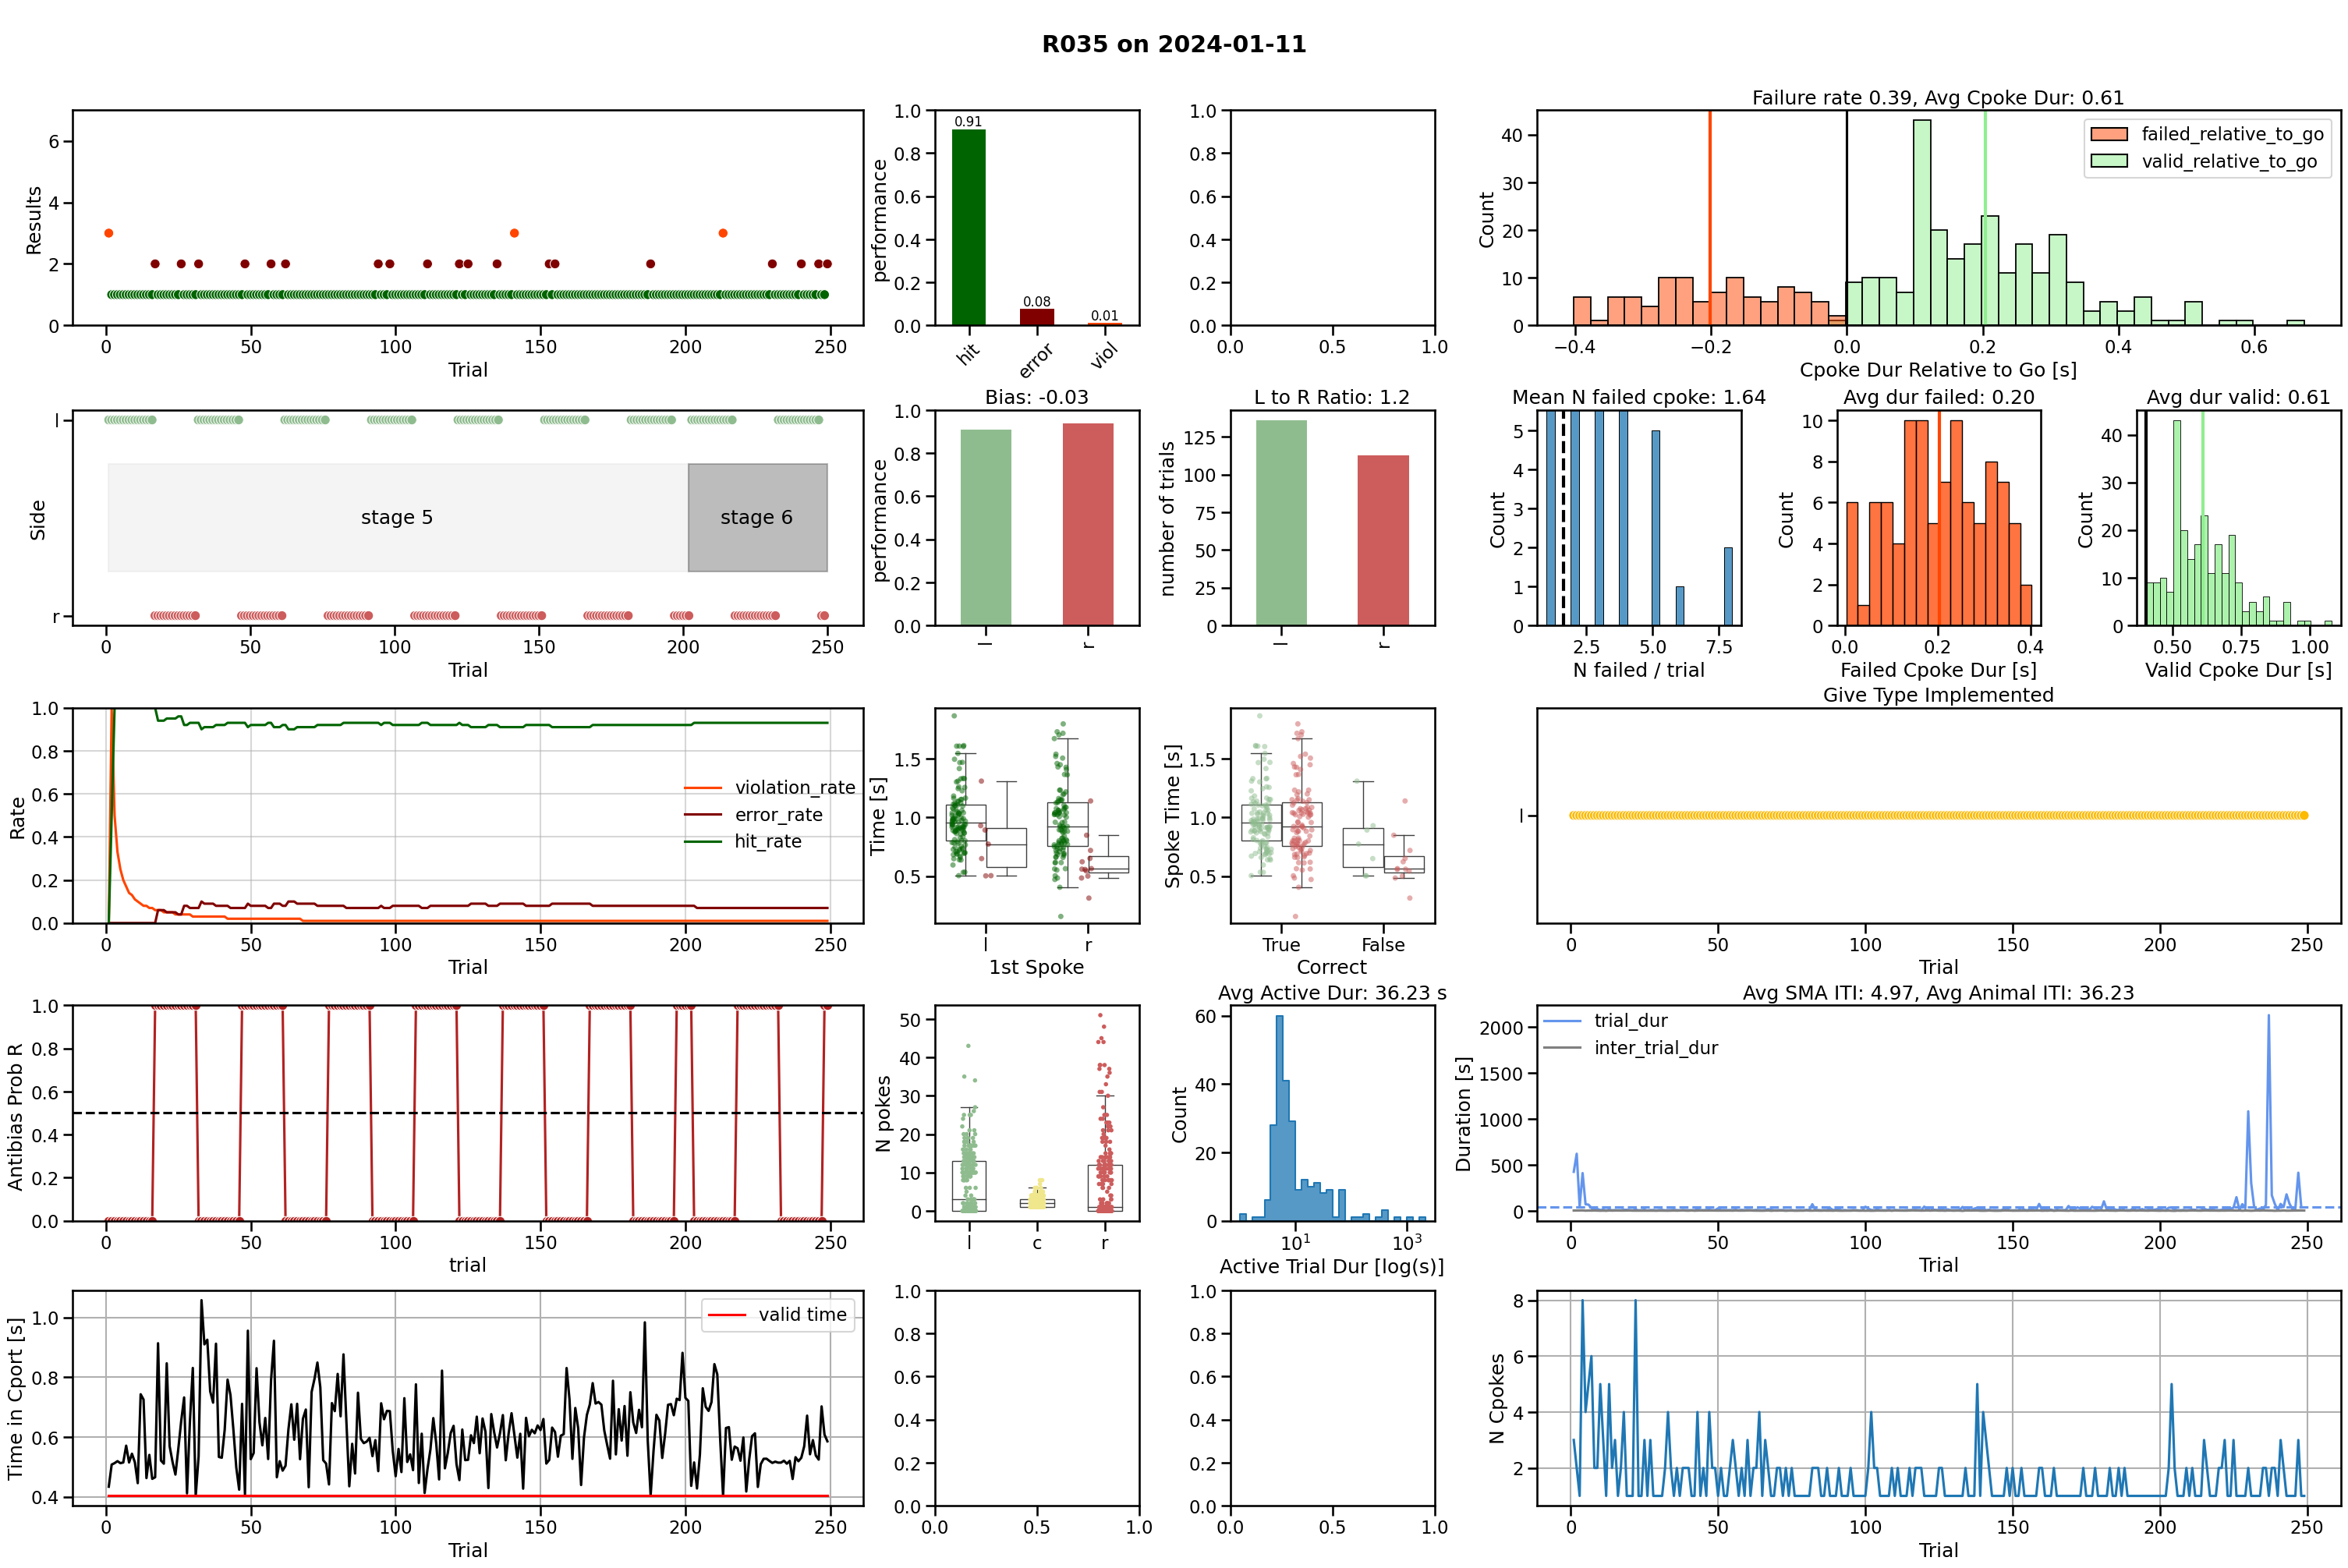 R035 on 2024-01-11
Results
6
4
2
0
0 50 100 150 200 250
Trial
performance
1.0
0.8
0.6
0.4
0.2
0.0
0.91
0.08
0.01
hit error viol
1.0
0.8
0.6
0.4
0.2
0.0
0.0 0.5 1.0
Failure rate 0.39, Avg Cpoke Dur: 0.61
failed_relative_to_go
valid_relative_to_go
Count
40
30
20
10
0
−0.4 −0.2 0.0 0.2 0.4 0.6
Cpoke Dur Relative to Go [s]
Side
l
r
stage 5
stage 6
0 50 100 150 200 250
Trial
Bias: -0.03
performance
1.0
0.8
0.6
0.4
0.2
0.0
l r
L to R Ratio: 1.2
number of trials
125
100
75
50
25
0
l r
Mean N failed cpoke: 1.64
Count
5
4
3
2
1
0
2.5 5.0 7.5
N failed / trial
Avg dur failed: 0.20
Count
10
8
6
4
2
0
0.0 0.2 0.4
Failed Cpoke Dur [s]
Avg dur valid: 0.61
Count
40
30
20
10
0
0.50 0.75 1.00
Valid Cpoke Dur [s]
Rate
1.0
0.8
0.6
0.4
0.2
0.0
violation_rate
error_rate
hit_rate
0 50 100 150 200 250
Trial
Time [s]
1.5
1.0
0.5
l r
1st Spoke
Spoke Time [s]
1.5
1.0
0.5
True False
Correct
Give Type Implemented
l
0 50 100 150 200 250
Trial
Antibias Prob R
1.0
0.8
0.6
0.4
0.2
0.0
0 50 100 150 200 250
trial
N pokes
50
40
30
20
10
0
l c r
Avg Active Dur: 36.23 s
Count
60
40
20
0
10¹ 10³
Active Trial Dur [log(s)]
Avg SMA ITI: 4.97, Avg Animal ITI: 36.23
trial_dur
inter_trial_dur
Duration [s]
2000
1500
1000
500
0
0 50 100 150 200 250
Trial
Time in Cport [s]
1.0
0.8
0.6
0.4
valid time
0 50 100 150 200 250
Trial
1.0
0.8
0.6
0.4
0.2
0.0
0.0 0.5 1.0
1.0
0.8
0.6
0.4
0.2
0.0
0.0 0.5 1.0
N Cpokes
8
6
4
2
0 50 100 150 200 250
Trial